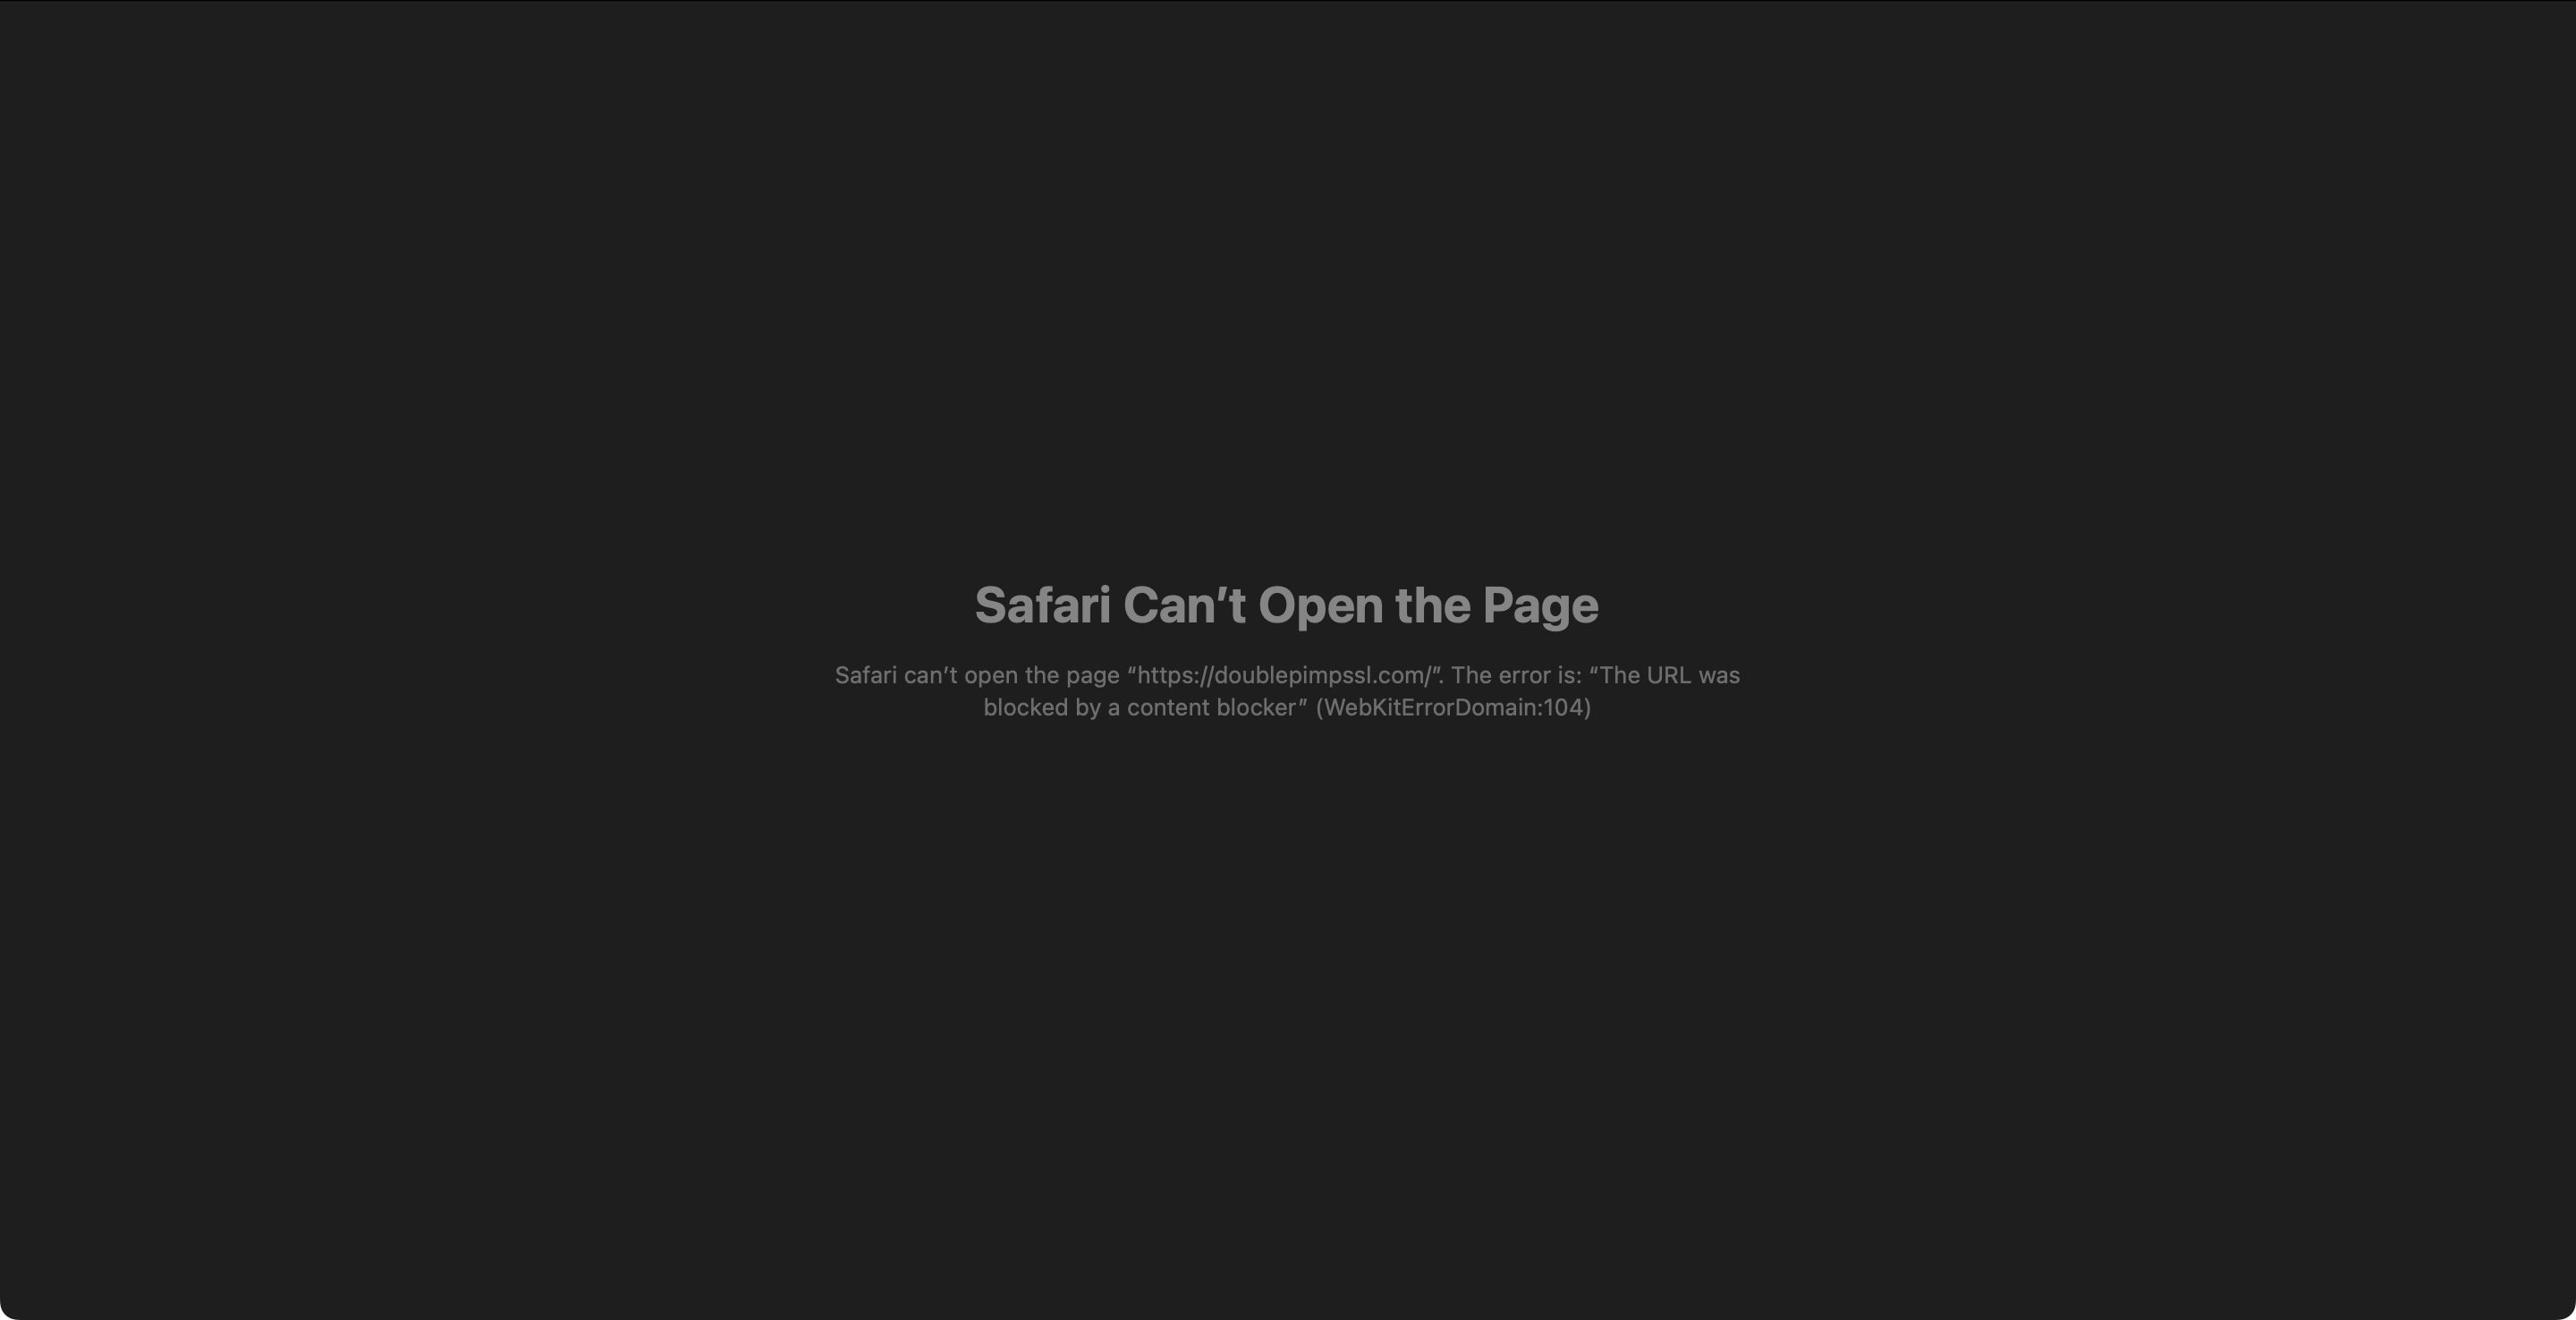 Safari Can’t Open the Page
Safari can’t open the page “https://doublepimpssl.com/”. The error is: “The URL was
blocked by a content blocker” (WebKitErrorDomain:104)